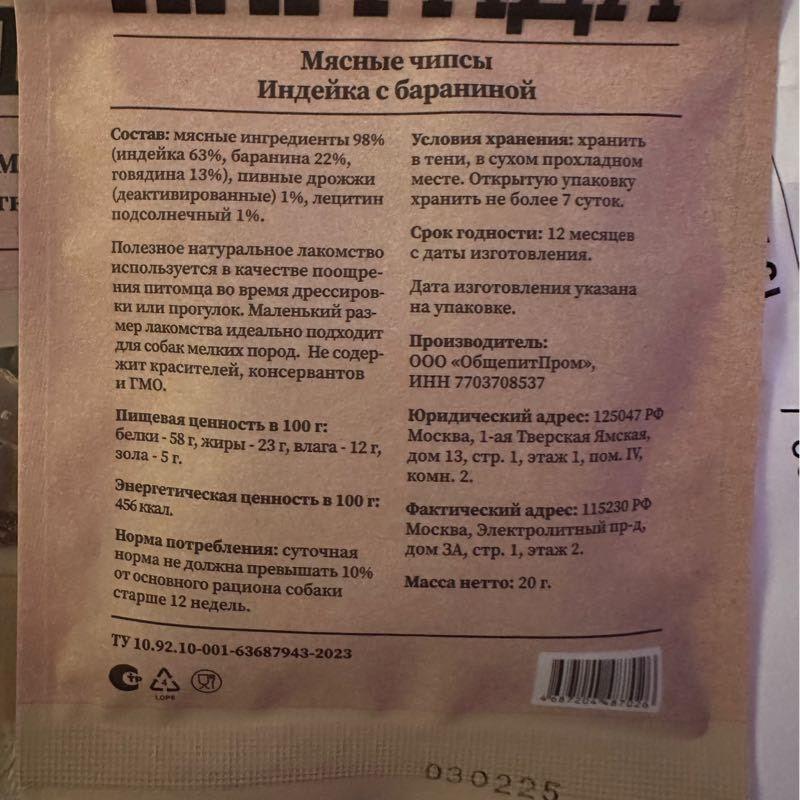 Мясные чипсы
Индейка с бараниной
Состав: мясные ингредиенты 98%
(индейка 63%, баранина 22%,
говядина 13%), пивные дрожжи
(деактивированные) 1%, лецитин
подсолнечный 1%.
Полезное натуральное лакомство
используется в качестве поощре-
ния питомца во время дрессиров-
ки или прогулок. Маленький раз-
мер лакомства идеально подходит
для собак мелких пород. Не содер-
жит красителей, консервантов
и ГМО.
Пищевая ценность в 100 г:
белки - 58 г, жиры - 23 г, влага - 12 г,
зола - 5 г.
Энергетическая ценность в 100 г:
456 ккал.
Норма потребления: суточная
норма не должна превышать 10%
от основного рациона собаки
старше 12 недель.
Условия хранения: хранить
в тени, в сухом прохладном
месте. Открытую упаковку
хранить не более 7 суток.
Срок годности: 12 месяцев
с даты изготовления.
Дата изготовления указана
на упаковке.
Производитель:
ООО «ОбщепитПром»,
ИНН 7703708537
Юридический адрес: 125047 РФ
Москва, 1-ая Тверская Ямская,
дом 13, стр. 1, этаж 1, пом. IV,
комн. 2.
Фактический адрес: 115230 РФ
Москва, Электролитный пр-д,
дом 3А, стр. 1, этаж 2.
Масса нетто: 20 г.
ТУ 10.92.10-001-63687943-2023
4
LDPE
4687204487026
030225